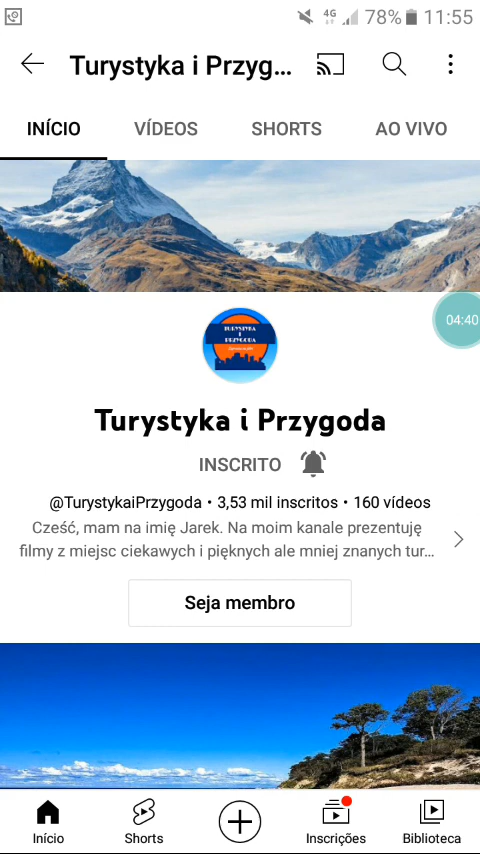 4G 78% 11:55
Turystyka i Przyg...
INÍCIO VÍDEOS SHORTS AO VIVO
04:40
TURYSTYKA
I
PRZYGODA
Turystyka i Przygoda
INSCRITO
@TurystykaiPrzygoda • 3,53 mil inscritos • 160 vídeos
Cześć, mam na imię Jarek. Na moim kanale prezentuję
filmy z miejsc ciekawych i pięknych ale mniej znanych tur...
Seja membro
Início Shorts Inscrições Biblioteca